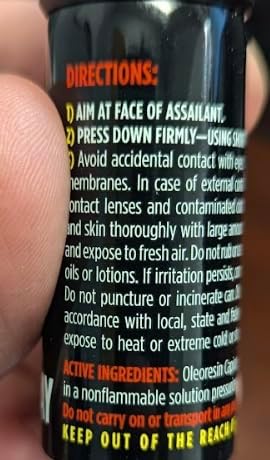 DIRECTIONS:
1) AIM AT FACE OF ASSAILANT.
2) PRESS DOWN FIRMLY—USING
Avoid accidental contact with eyes
membranes. In case of external
contact lenses and contaminated
and skin thoroughly with large
and expose to fresh air. Do not
oils or lotions. If irritation persists,
Do not puncture or incinerate can.
accordance with local, state and
expose to heat or extreme cold or
AY
ACTIVE INGREDIENTS: Oleoresin
in a nonflammable solution
Do not carry on or transport in
KEEP OUT OF THE REACH